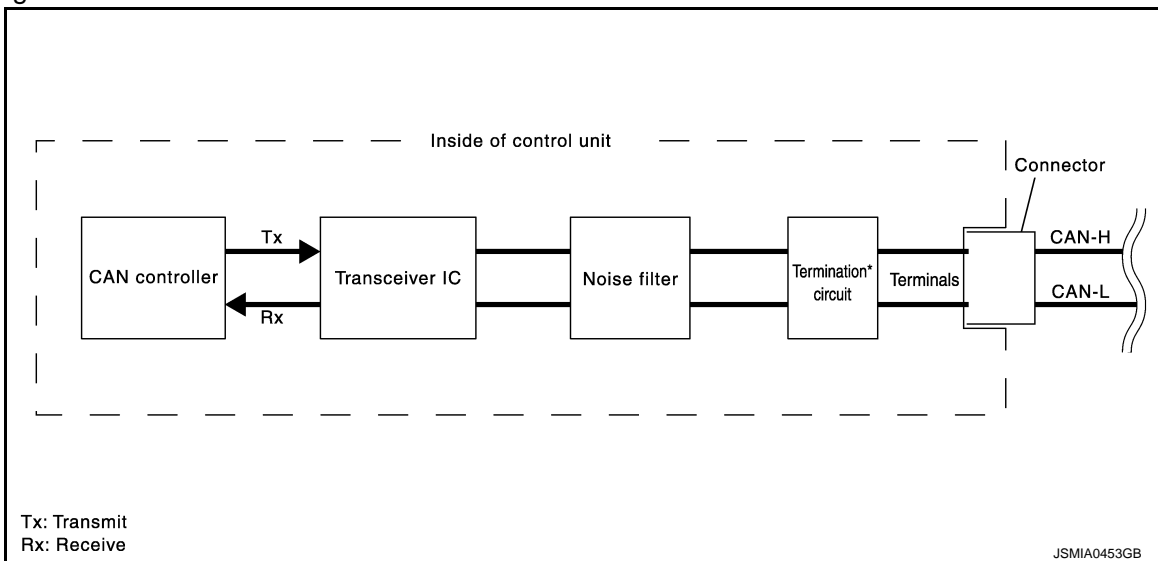 Inside of control unit
Connector
CAN controller
Tx
Rx
Transceiver IC
Noise filter
Termination*
circuit
Terminals
CAN-H
CAN-L
Tx: Transmit
Rx: Receive
JSMIA0453GB